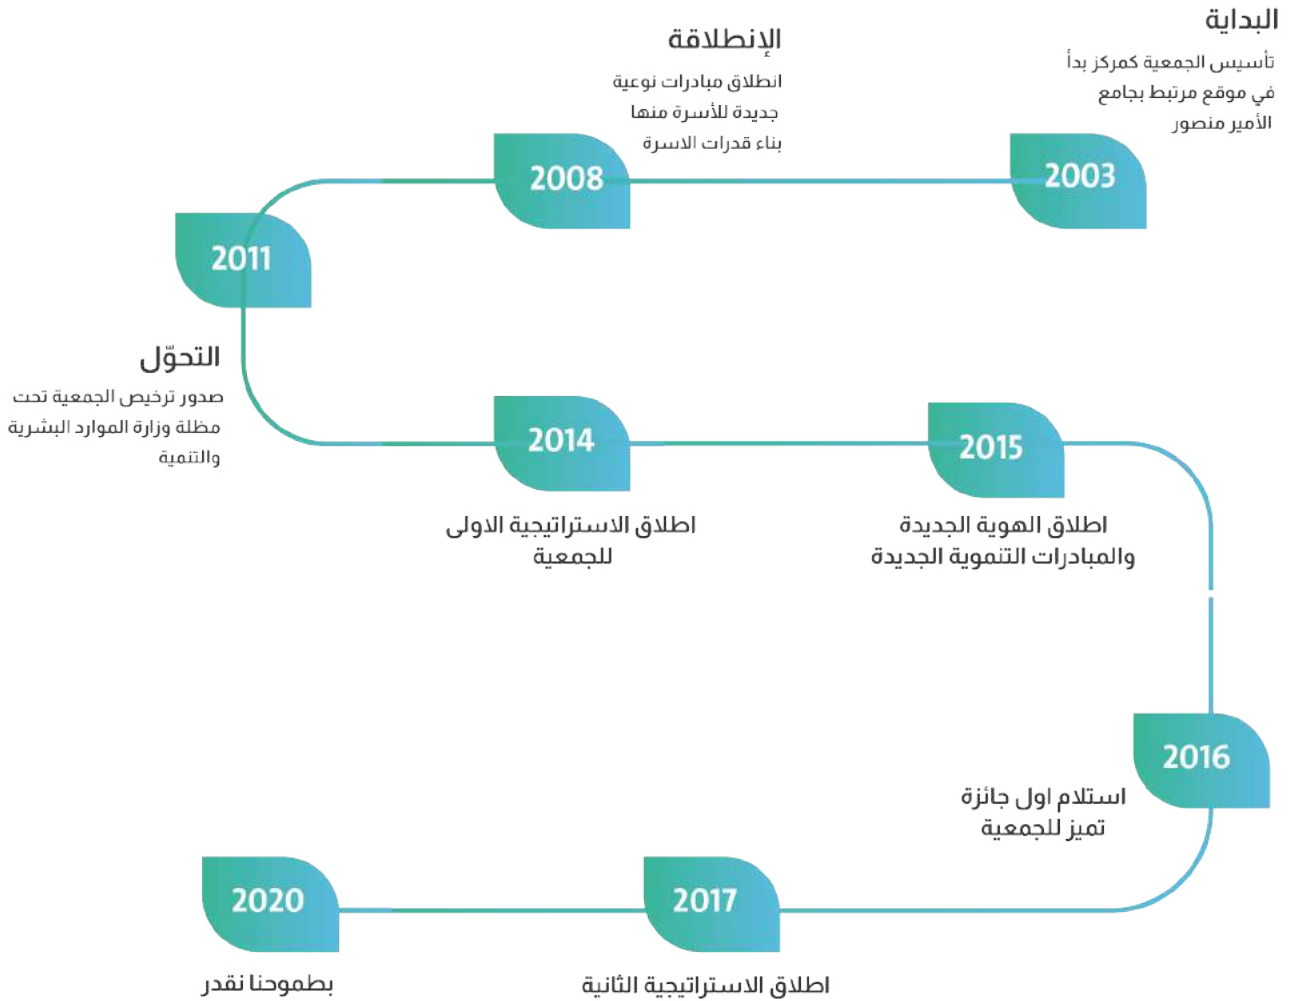 البداية
تأسيس الجمعية كمركز بدأ
في موقع مرتبط بجامع
الأمير منصور
2003
الإنطلاقة
انطلاق مبادرات نوعية
جديدة للأسرة منها
بناء قدرات الاسرة
2008
2011
التحوّل
صدور ترخيص الجمعية تحت
مظلة وزارة الموارد البشرية
والتنمية
2014
اطلاق الاستراتيجية الاولى
للجمعية
2015
اطلاق الهوية الجديدة
والمبادرات التنموية الجديدة
2016
استلام اول جائزة
تميز للجمعية
2017
اطلاق الاستراتيجية الثانية
2020
بطموحنا نقدر